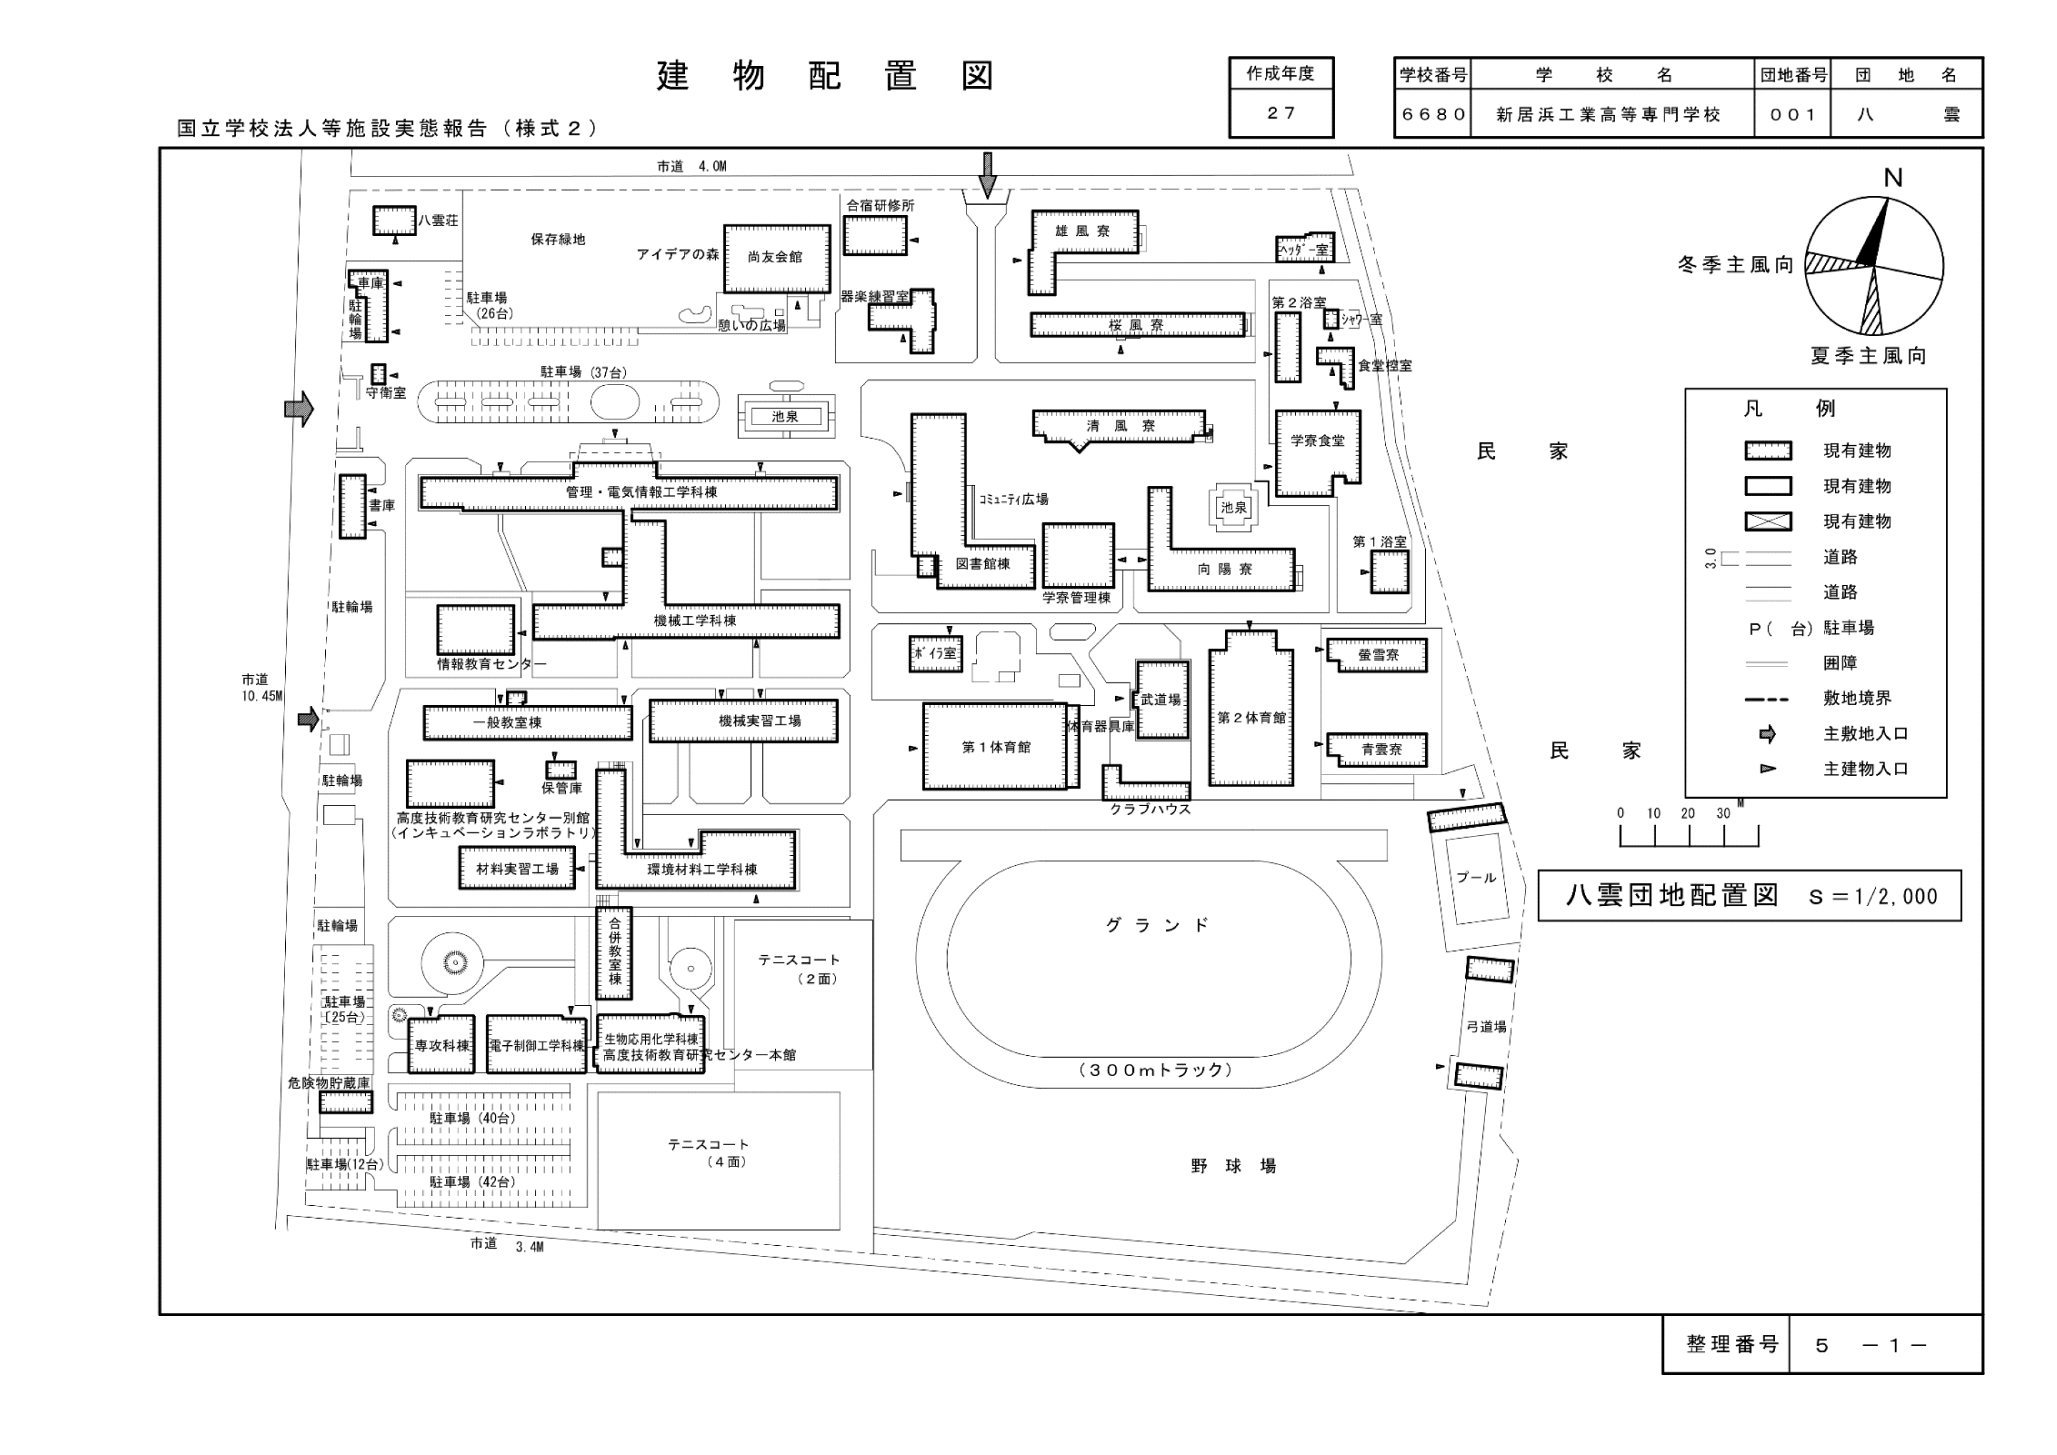 建物配置図
国立学校法人等施設実態報告（様式２）
作成年度
２７
学校番号 学校名 団地番号 団地名
６６８０ 新居浜工業高等専門学校 ００１ 八雲
市道 4.0M
八雲荘
保存緑地
アイデアの森
尚友会館
合宿研修所
雄風寮
ﾍｯﾀﾞｰ室
車庫
駐輪場
駐車場
(26台)
憩いの広場
器楽練習室
桜風寮
第２浴室
ｼｬﾜｰ室
食堂控室
守衛室
駐車場 (37台)
池泉
清風寮
学寮食堂
書庫
管理・電気情報工学科棟
ｺﾐｭﾆﾃｨ広場
池泉
図書館棟
学寮管理棟
向陽寮
第１浴室
駐輪場
機械工学科棟
情報教育センター
ﾎﾞｲﾗ室
武道場
第２体育館
螢雪寮
市道
10.45M
一般教室棟
機械実習工場
第１体育館
体育器具庫
青雲寮
駐輪場
保管庫
クラブハウス
高度技術教育研究センター別館
(インキュベーションラボラトリ)
材料実習工場
環境材料工学科棟
プール
駐輪場
合併教室棟
テニスコート
(２面)
グランド
駐車場
(25台)
弓道場
専攻科棟
電子制御工学科棟
生物応用化学科棟
高度技術教育研究センター本館
(３００ｍトラック)
危険物貯蔵庫
駐車場 (40台)
駐車場(12台)
駐車場 (42台)
テニスコート
(４面)
野球場
市道 3.4M
民家
民家
N
冬季主風向
夏季主風向
凡例
現有建物
現有建物
現有建物
3.0 道路
道路
Ｐ( 台) 駐車場
囲障
敷地境界
主敷地入口
主建物入口
0 10 20 30 M
八雲団地配置図 Ｓ＝1/2,000
整理番号 ５ －１－